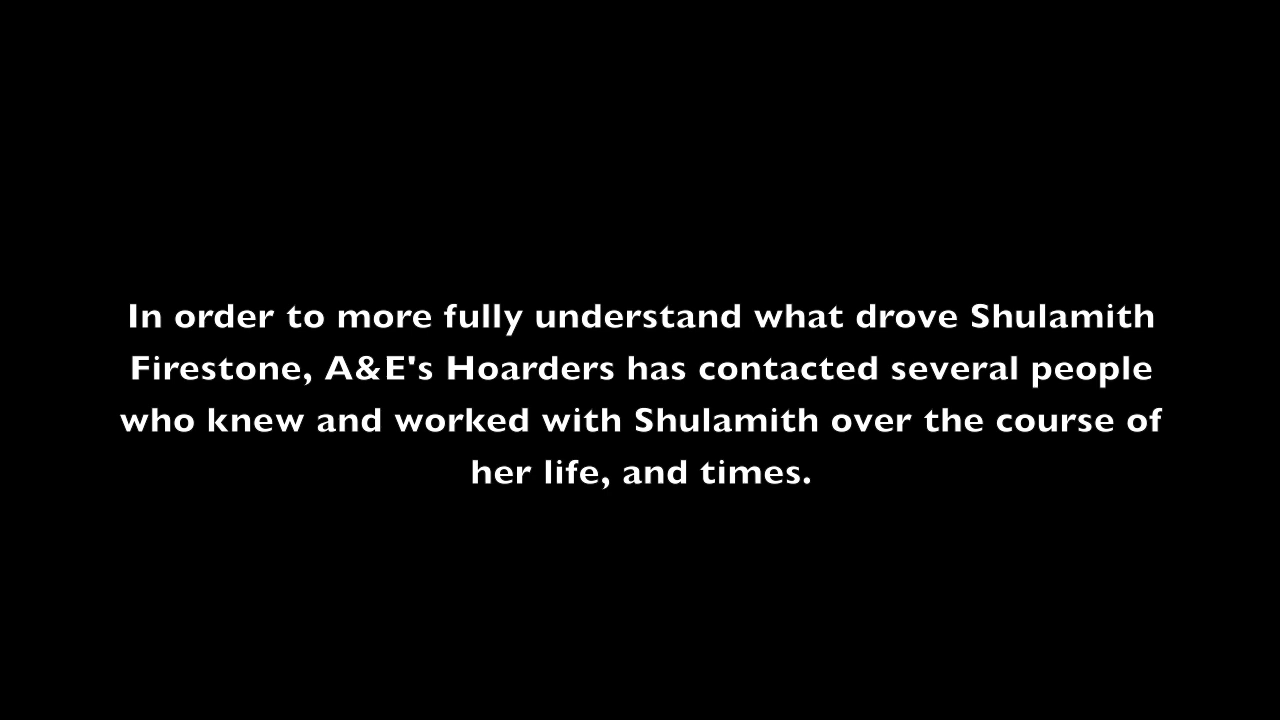 In order to more fully understand what drove Shulamith
Firestone, A&E's Hoarders has contacted several people
who knew and worked with Shulamith over the course of
her life, and times.